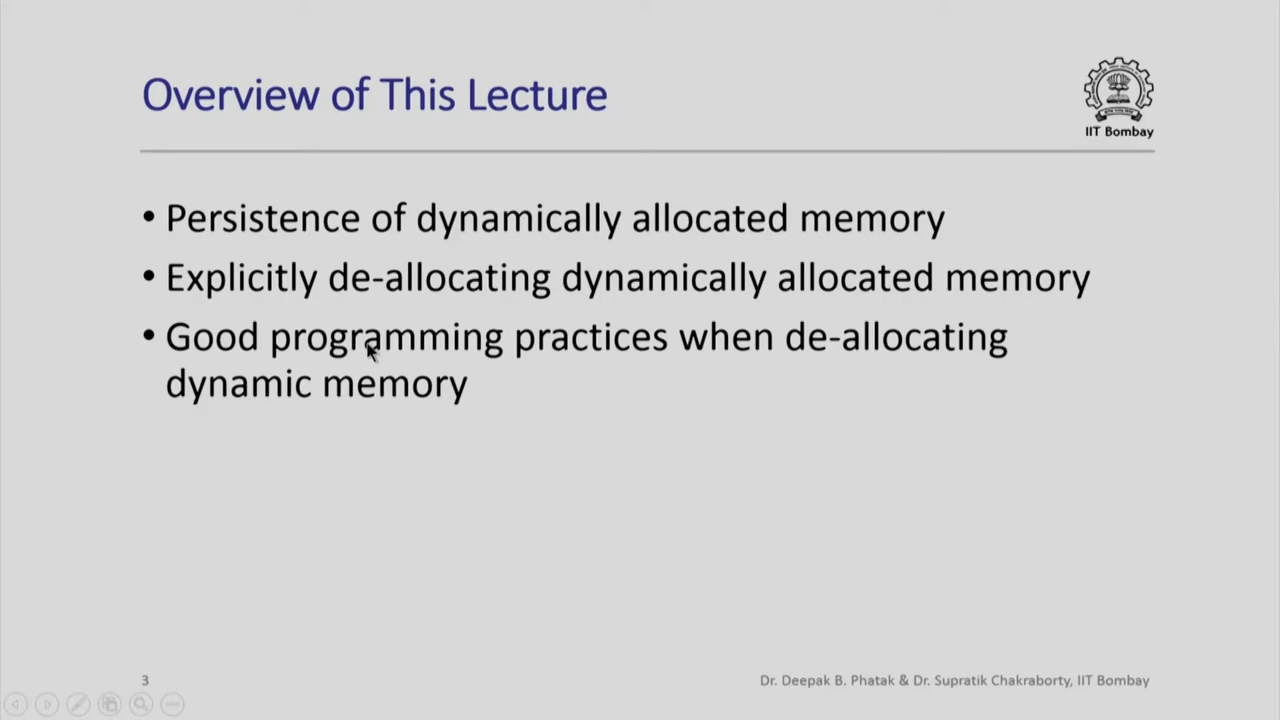 Overview of This Lecture
IIT Bombay
• Persistence of dynamically allocated memory
• Explicitly de-allocating dynamically allocated memory
• Good programming practices when de-allocating
dynamic memory
3
Dr. Deepak B. Phatak & Dr. Supratik Chakraborty, IIT Bombay